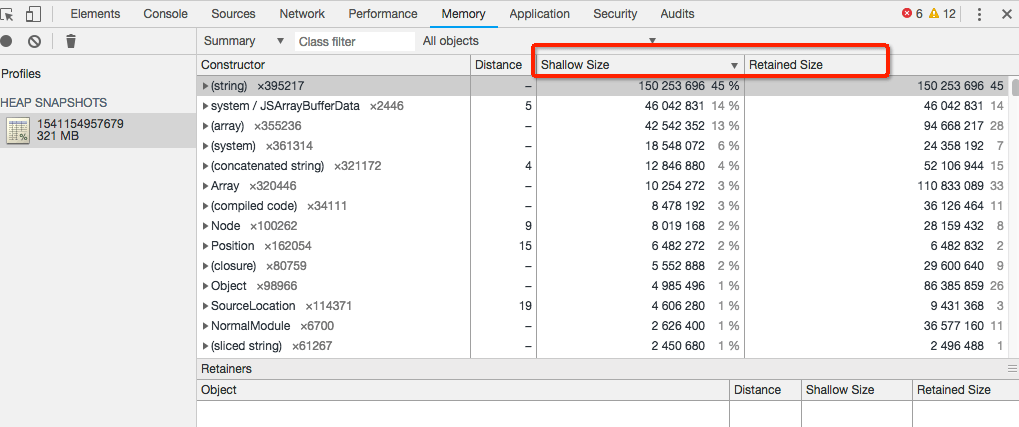 Elements Console Sources Network Performance Memory Application Security Audits 6 12
Summary Class filter All objects
Profiles
HEAP SNAPSHOTS
1541154957679
321 MB
Constructor Distance Shallow Size Retained Size
(string) ×395217 – 150 253 696 45 % 150 253 696 45
system / JSArrayBufferData ×2446 5 46 042 831 14 % 46 042 831 14
(array) ×355236 – 42 542 352 13 % 94 668 217 28
(system) ×361314 – 18 548 072 6 % 24 358 192 7
(concatenated string) ×321172 4 12 846 880 4 % 52 106 944 15
Array ×320446 – 10 254 272 3 % 110 833 089 33
(compiled code) ×34111 – 8 478 192 3 % 36 126 464 11
Node ×100262 9 8 019 168 2 % 28 159 432 8
Position ×162054 15 6 482 272 2 % 6 482 832 2
(closure) ×80759 – 5 552 888 2 % 29 600 640 9
Object ×98966 – 4 985 496 1 % 86 385 859 26
SourceLocation ×114371 19 4 606 280 1 % 9 431 368 3
NormalModule ×6700 – 2 626 400 1 % 36 577 160 11
(sliced string) ×61267 – 2 450 680 1 % 2 496 488 1
Retainers
Object Distance Shallow Size Retained Size